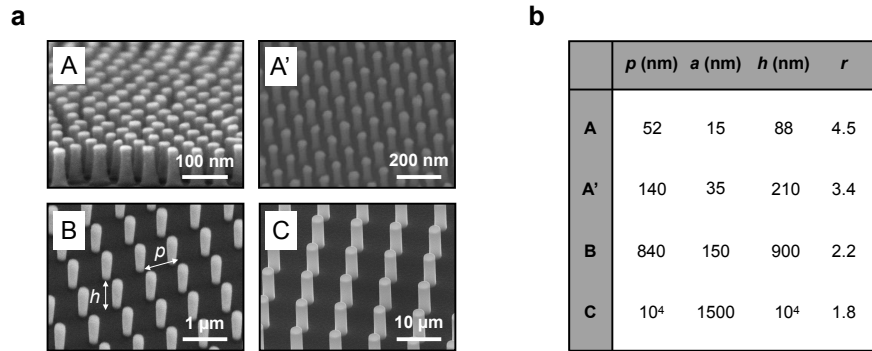 a
b
A
100 nm
A'
200 nm
B
p
h
1 µm
C
10 µm
p (nm) a (nm) h (nm) r
A 52 15 88 4.5
A' 140 35 210 3.4
B 840 150 900 2.2
C 10⁴ 1500 10⁴ 1.8